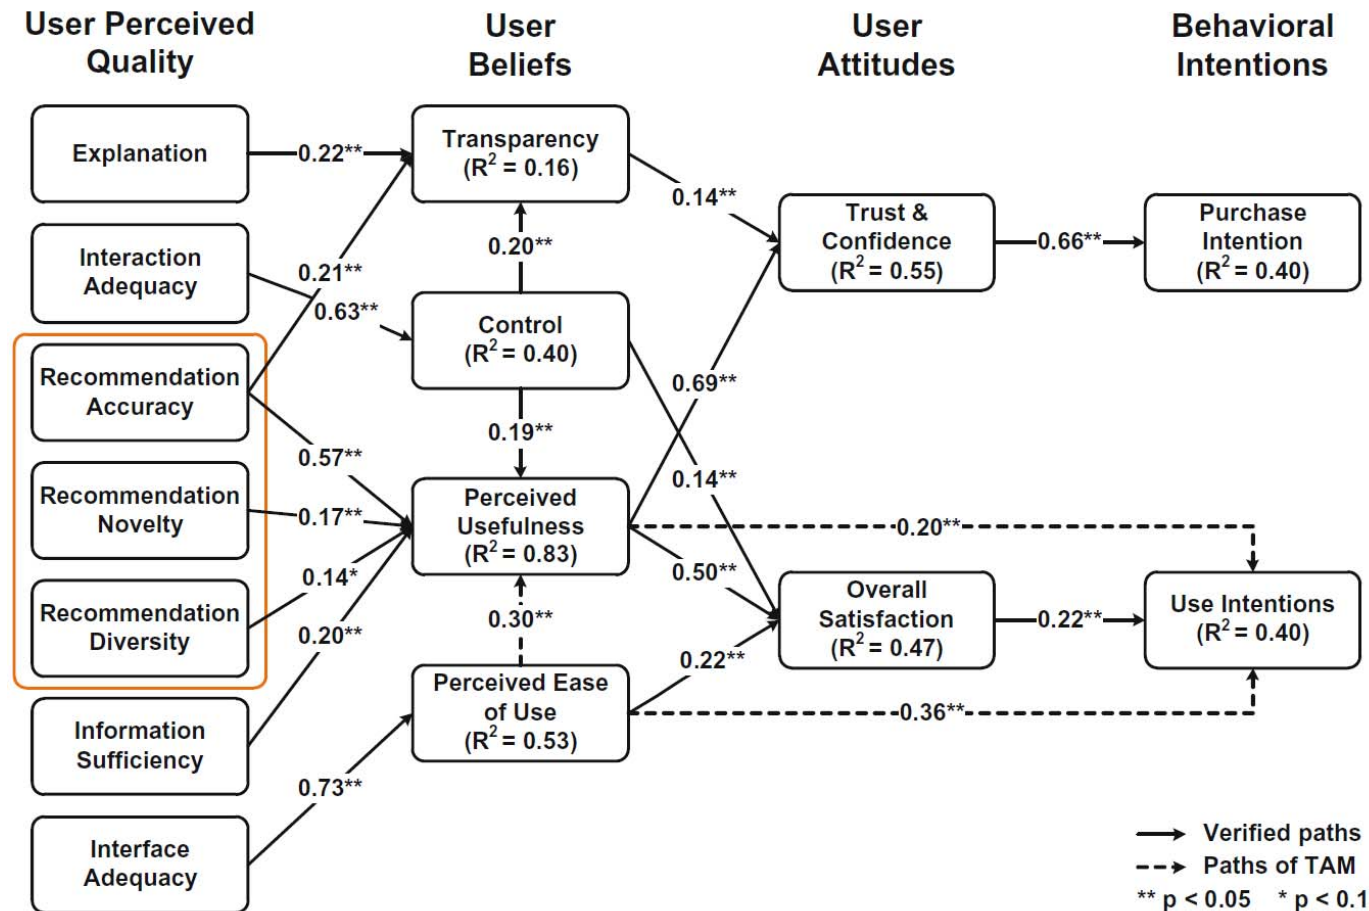 User Perceived
Quality
User
Beliefs
User
Attitudes
Behavioral
Intentions
Explanation
0.22**
Transparency
(R² = 0.16)
0.14**
Trust &
Confidence
(R² = 0.55)
0.66**
Purchase
Intention
(R² = 0.40)
Interaction
Adequacy
0.21**
0.63**
0.20**
Control
(R² = 0.40)
Recommendation
Accuracy
0.57**
0.19**
0.69**
0.14**
Recommendation
Novelty
0.17**
Perceived
Usefulness
(R² = 0.83)
0.20**
0.50**
Recommendation
Diversity
0.14*
0.20**
0.30**
Overall
Satisfaction
(R² = 0.47)
0.22**
Use Intentions
(R² = 0.40)
0.22**
Perceived Ease
of Use
(R² = 0.53)
0.36**
Information
Sufficiency
0.73**
Interface
Adequacy
Verified paths
Paths of TAM
** p < 0.05 * p < 0.1